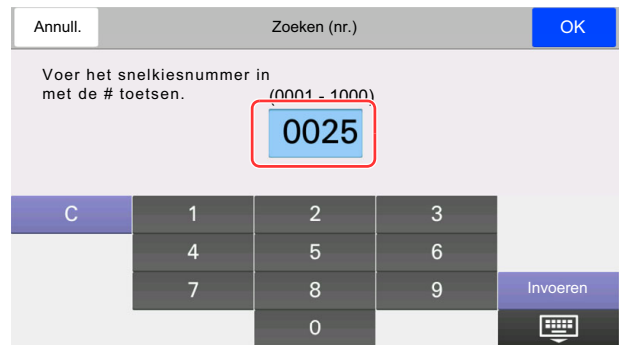 Annull. Zoeken (nr.) OK
Voer het snelkiesnummer in
met de # toetsen. (0001 - 1000)
0025
C 1 2 3
4 5 6
7 8 9 Invoeren
0